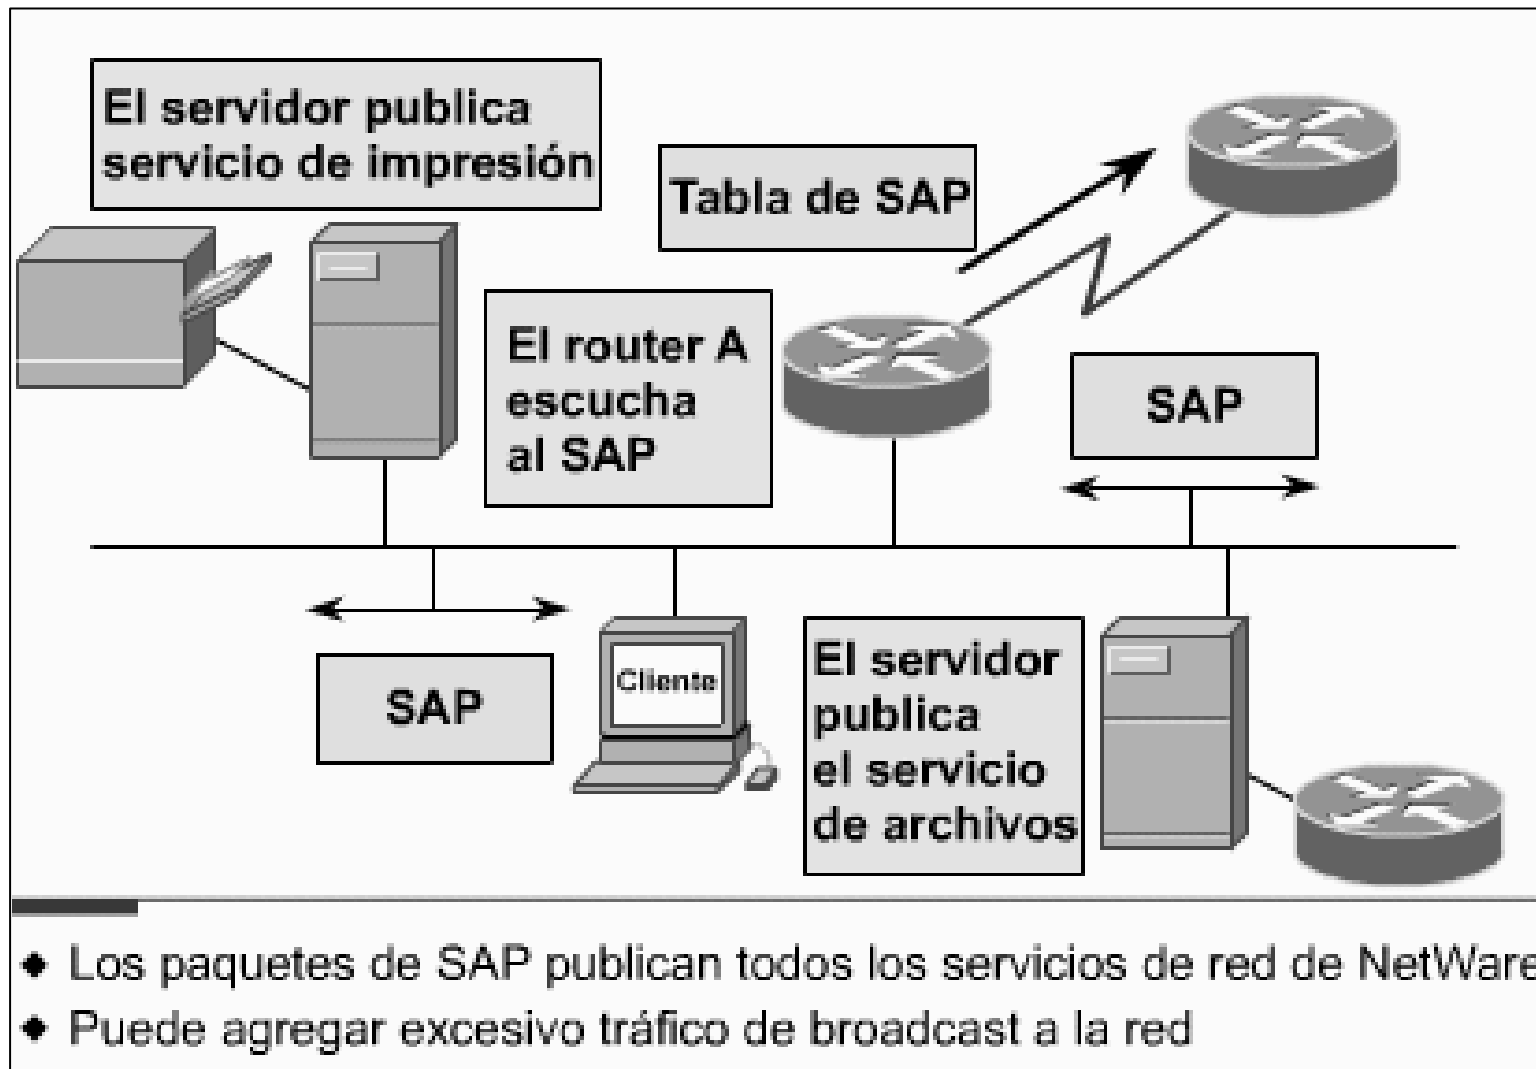 El servidor publica
servicio de impresión
Tabla de SAP
El router A
escucha
al SAP
SAP
SAP
Cliente
El servidor
publica
el servicio
de archivos
Los paquetes de SAP publican todos los servicios de red de NetWare
Puede agregar excesivo tráfico de broadcast a la red